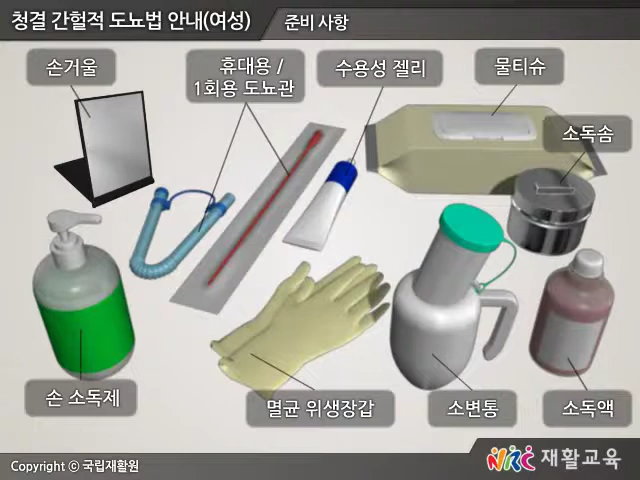 청결 간헐적 도뇨법 안내(여성)
준비 사항
손거울
휴대용 /
1회용 도뇨관
수용성 젤리
물티슈
소독솜
손 소독제
멸균 위생장갑
소변통
소독액
Copyright © 국립재활원
NRC 재활교육